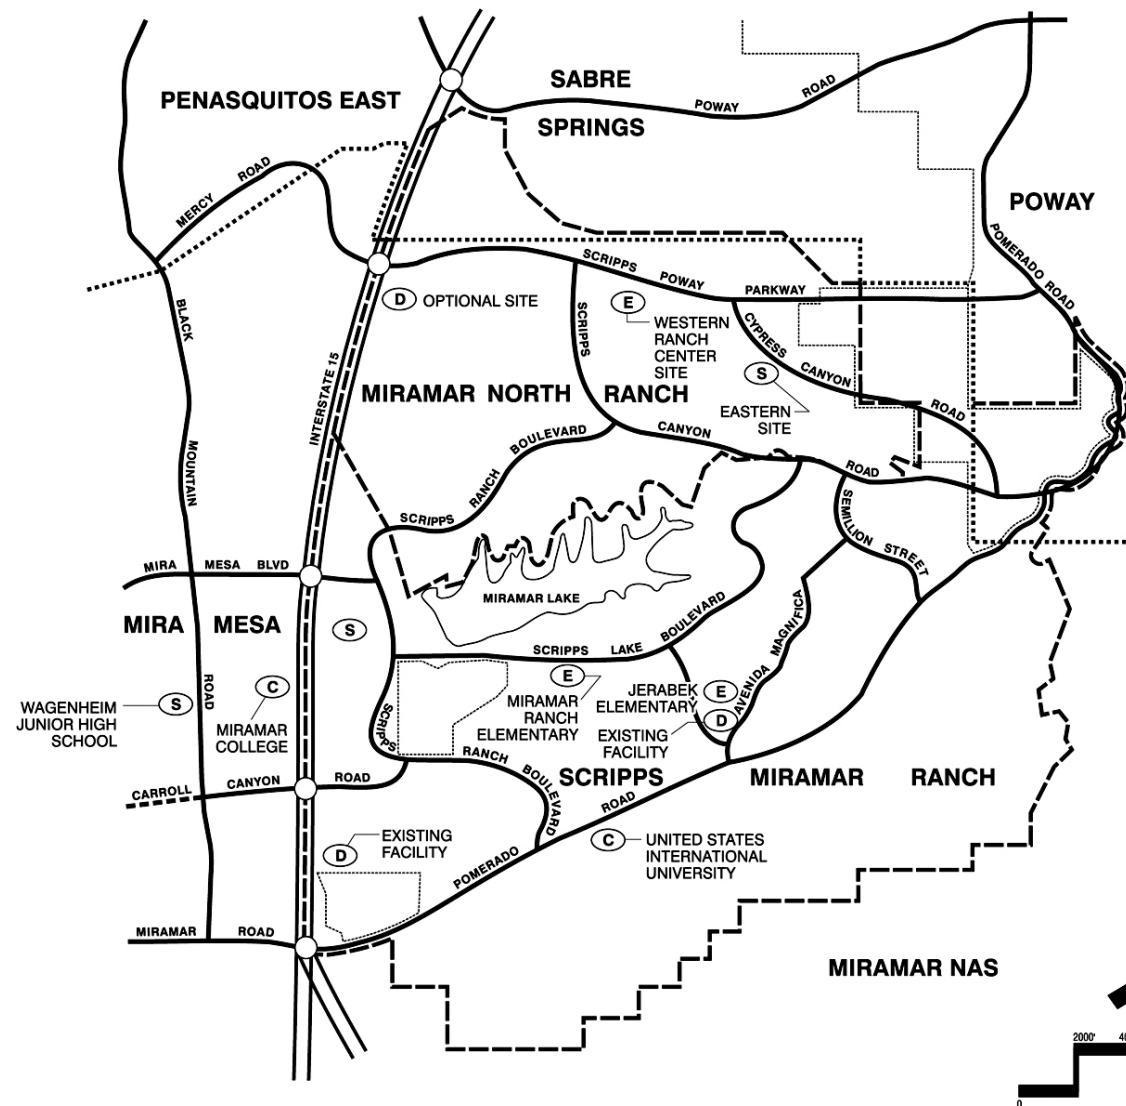 SABRE
SPRINGS
PENASQUITOS EAST
POWAY ROAD
MERCY ROAD
POWAY
POMERADO ROAD
SCRIPPS POWAY PARKWAY
D OPTIONAL SITE
E
WESTERN
RANCH
CENTER
SITE
BLACK MOUNTAIN ROAD
INTERSTATE 15
SCRIPPS
CYPRESS CANYON ROAD
S
EASTERN
SITE
MIRAMAR NORTH RANCH
CANYON ROAD
SCRIPPS RANCH BOULEVARD
SEMILLION STREET
MIRA MESA BLVD
MIRAMAR LAKE
MIRA MESA
S
SCRIPPS LAKE BOULEVARD
AVENIDA MAGNIFICA
WAGENHEIM
JUNIOR HIGH
SCHOOL
S
C
MIRAMAR
COLLEGE
E
MIRAMAR
RANCH
ELEMENTARY
JERABEK
ELEMENTARY
E
EXISTING
FACILITY
D
SCRIPPS RANCH BOULEVARD
SCRIPPS MIRAMAR RANCH
CARROLL CANYON ROAD
D
EXISTING
FACILITY
POMERADO ROAD
C
UNITED STATES
INTERNATIONAL
UNIVERSITY
MIRAMAR ROAD
MIRAMAR NAS
0
2000'